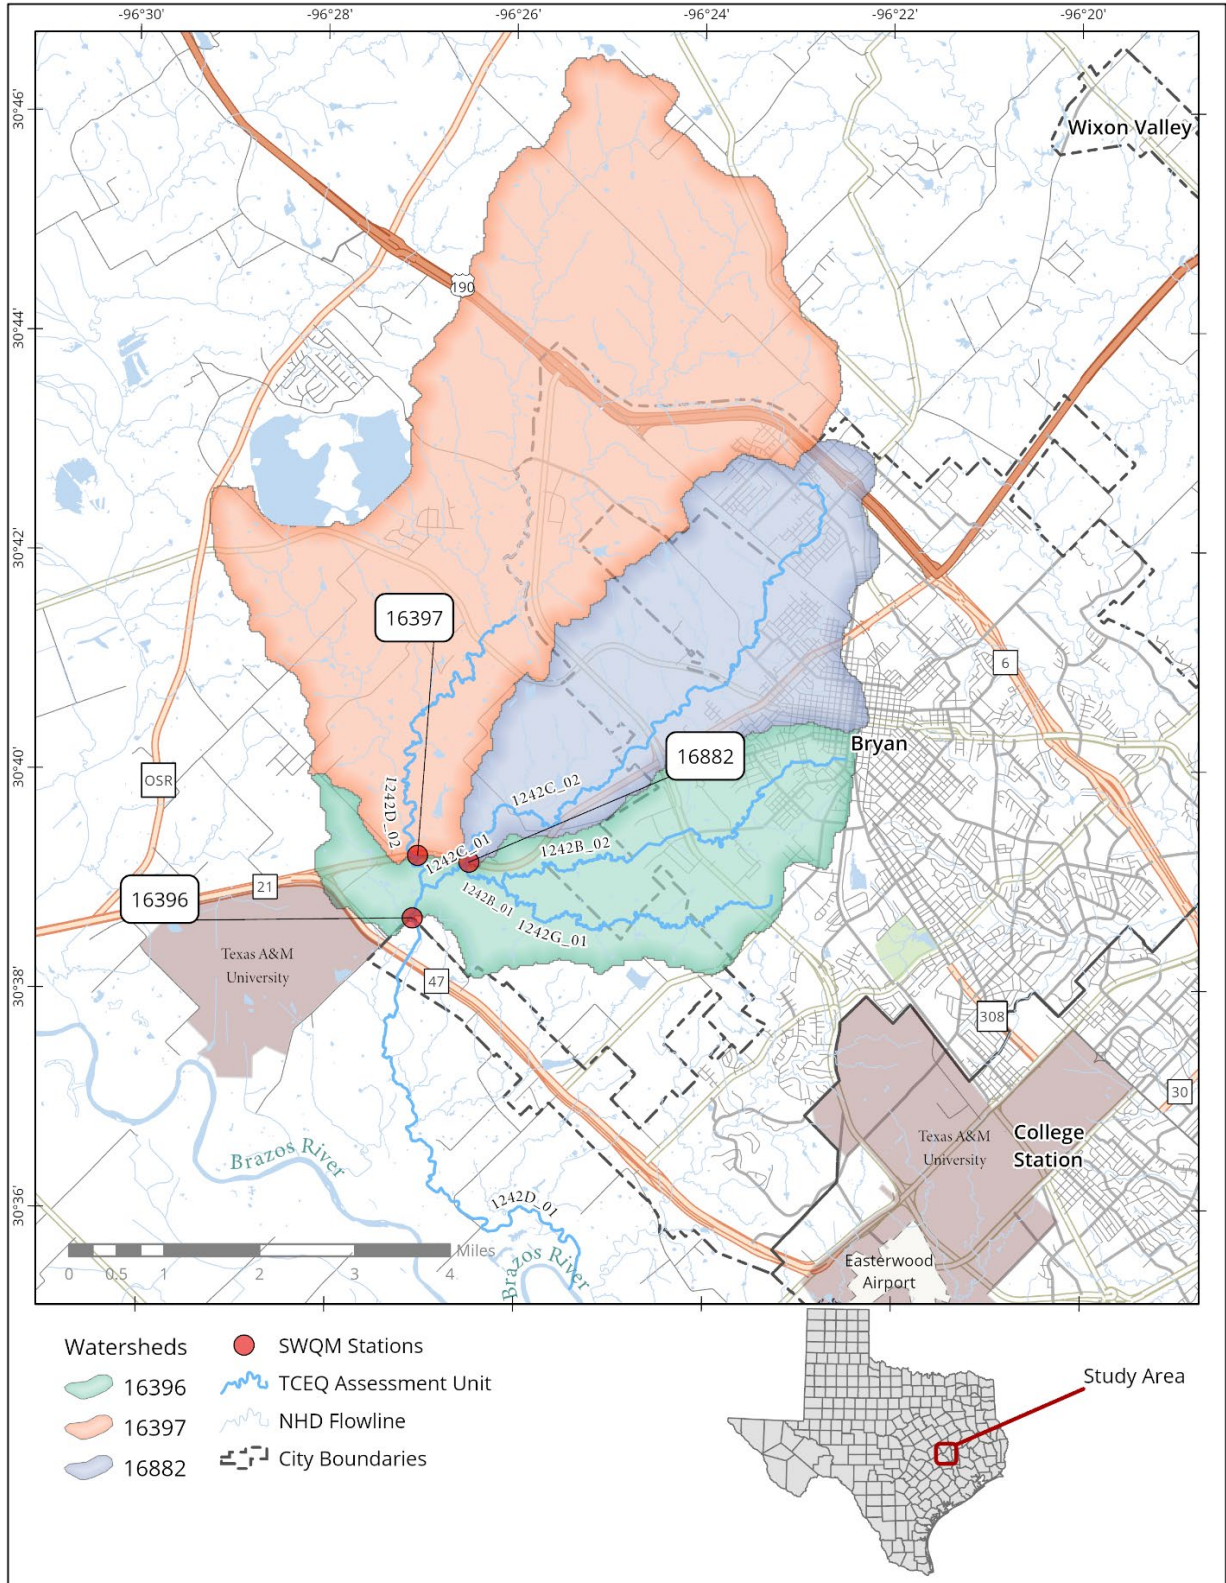 -96°30'
-96°28'
-96°26'
-96°24'
-96°22'
-96°20'
30°46'
30°44'
30°42'
30°40'
30°38'
30°36'
Wixon Valley
190
16397
6
Bryan
16882
OSR
1242D_02
1242C_02
1242C_01
1242B_02
1242B_01
1242G_01
16396
21
Texas A&M
University
47
308
30
Texas A&M
University
College
Station
Brazos River
1242D_01
Brazos River
Easterwood
Airport
0 0.5 1 2 3 4 Miles
Watersheds
16396
16397
16882
SWQM Stations
TCEQ Assessment Unit
NHD Flowline
City Boundaries
Study Area